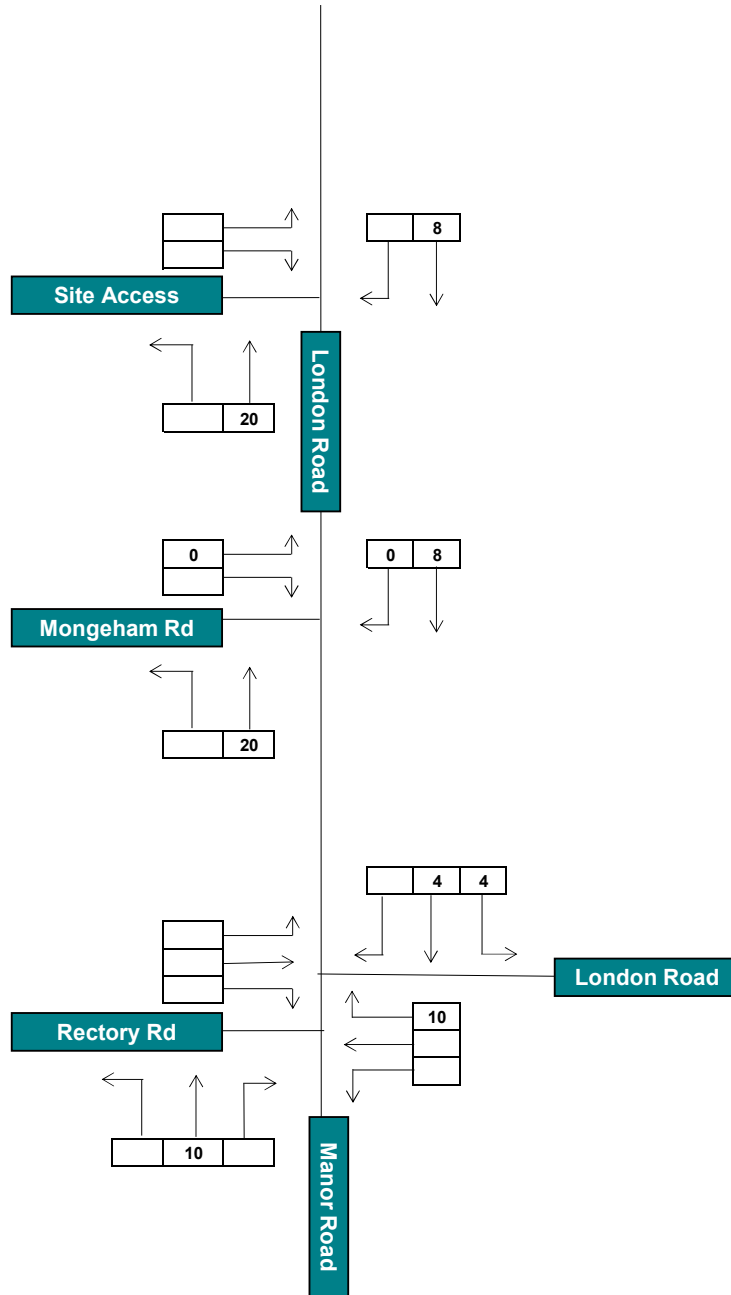 8
Site Access
London Road
20
0
0 8
Mongeham Rd
20
4 4
London Road
10
Rectory Rd
10
Manor Road